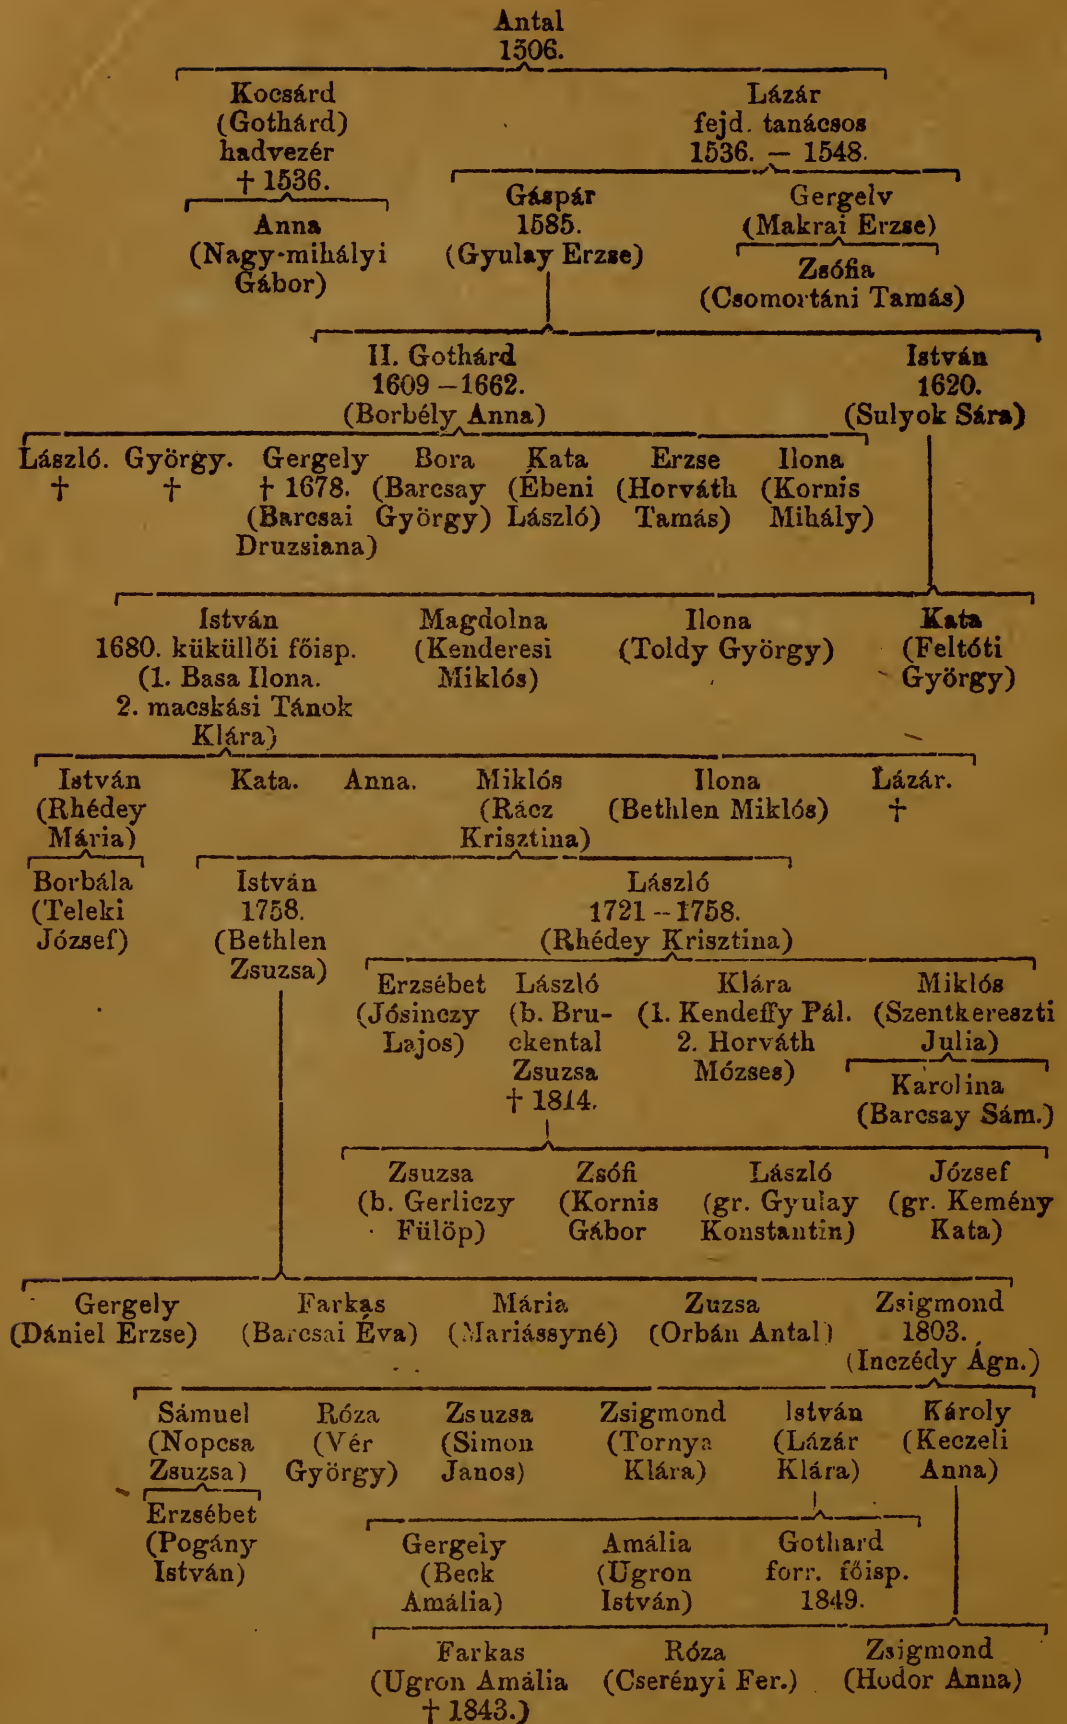 Antal
1506.
Kocsárd
(Gothárd)
hadvezér
† 1536.
Lázár
fejd. tanácsos
1536. — 1548.
Anna
(Nagy-mihályi
Gábor)
Gáspár
1585.
(Gyulay Erzse)
Gergely
(Makrai Erzse)
Zsófia
(Csomortáni Tamás)
II. Gothárd
1609 – 1662.
(Borbély Anna)
István
1620.
(Sulyok Sára)
László.
†
György.
†
Gergely
† 1678.
(Barcsai
Druzsiana)
Bora
(Barcsay
György)
Kata
(Ébeni
László)
Erzse
(Horváth
Tamás)
Ilona
(Kornis
Mihály)
István
1680. küküllői főisp.
(1. Basa Ilona.
2. macskási Tánok
Klára)
Magdolna
(Kenderesi
Miklós)
Ilona
(Toldy György)
Kata
(Feltóti
György)
István
(Rhédey
Mária)
Kata.
Anna.
Miklós
(Rácz
Krisztina)
Ilona
(Bethlen Miklós)
Lázár.
†
Borbála
(Teleki
József)
István
1758.
(Bethlen
Zsuzsa)
László
1721 – 1758.
(Rhédey Krisztina)
Erzsébet
(Jósinczy
Lajos)
László
(b. Bru-
ckental
Zsuzsa
† 1814.
Klára
(1. Kendeffy Pál.
2. Horváth
Mózses)
Miklós
(Szentkereszti
Julia)
Karolina
(Barcsay Sám.)
Zsuzsa
(b. Gerliczy
Fülöp)
Zsófi
(Kornis
Gábor
László
(gr. Gyulay
Konstantin)
József
(gr. Kemény
Kata)
Gergely
(Dániel Erzse)
Farkas
(Barcsai Éva)
Mária
(Mariássyné)
Zuzsa
(Orbán Antal)
Zsigmond
1803.
(Inczédy Ágn.)
Sámuel
(Nopcsa
Zsuzsa)
Róza
(Vér
György)
Zsuzsa
(Simon
Janos)
Zsigmond
(Tornya
Klára)
István
(Lázár
Klára)
Károly
(Keczeli
Anna)
Erzsébet
(Pogány
István)
Gergely
(Beck
Amália)
Amália
(Ugron
István)
Gothard
forr. főisp.
1849.
Farkas
(Ugron Amália
† 1843.)
Róza
(Cserényi Fer.)
Zsigmond
(Hodor Anna)